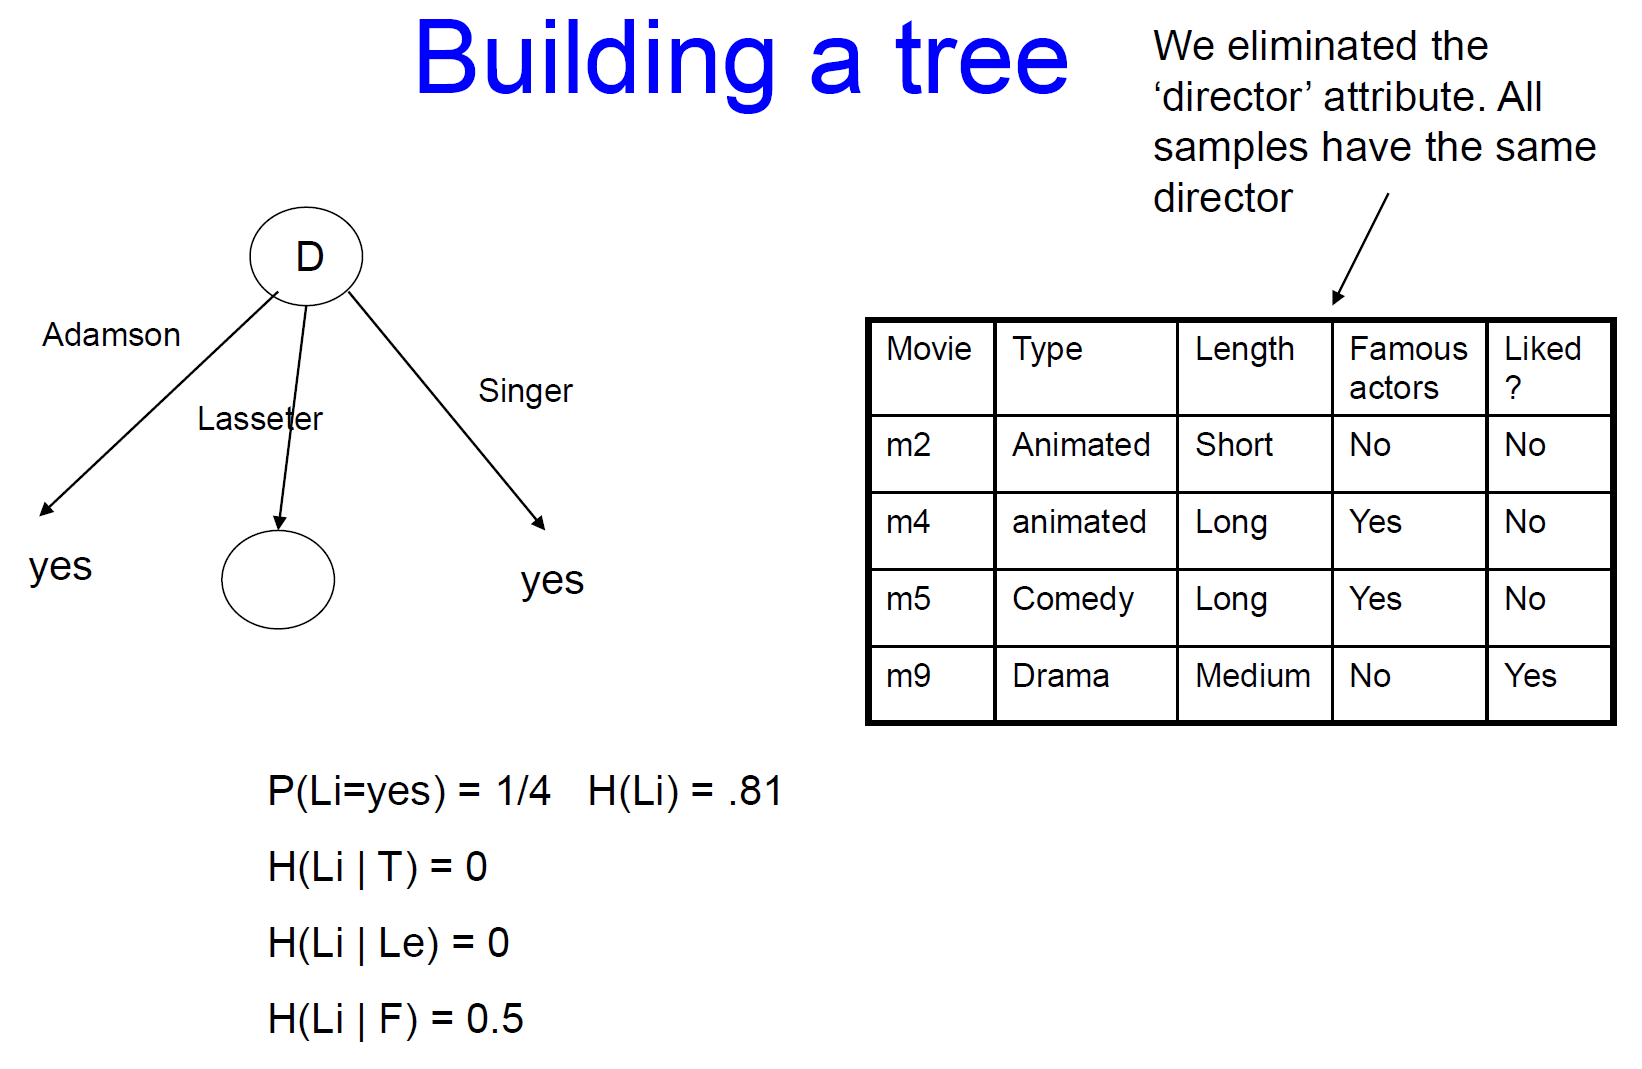 Building a tree
We eliminated the
‘director’ attribute. All
samples have the same
director
D
Adamson
Lasseter
Singer
yes
yes
Movie Type Length Famous actors Liked ?
m2 Animated Short No No
m4 animated Long Yes No
m5 Comedy Long Yes No
m9 Drama Medium No Yes
P(Li=yes) = 1/4 H(Li) = .81
H(Li | T) = 0
H(Li | Le) = 0
H(Li | F) = 0.5